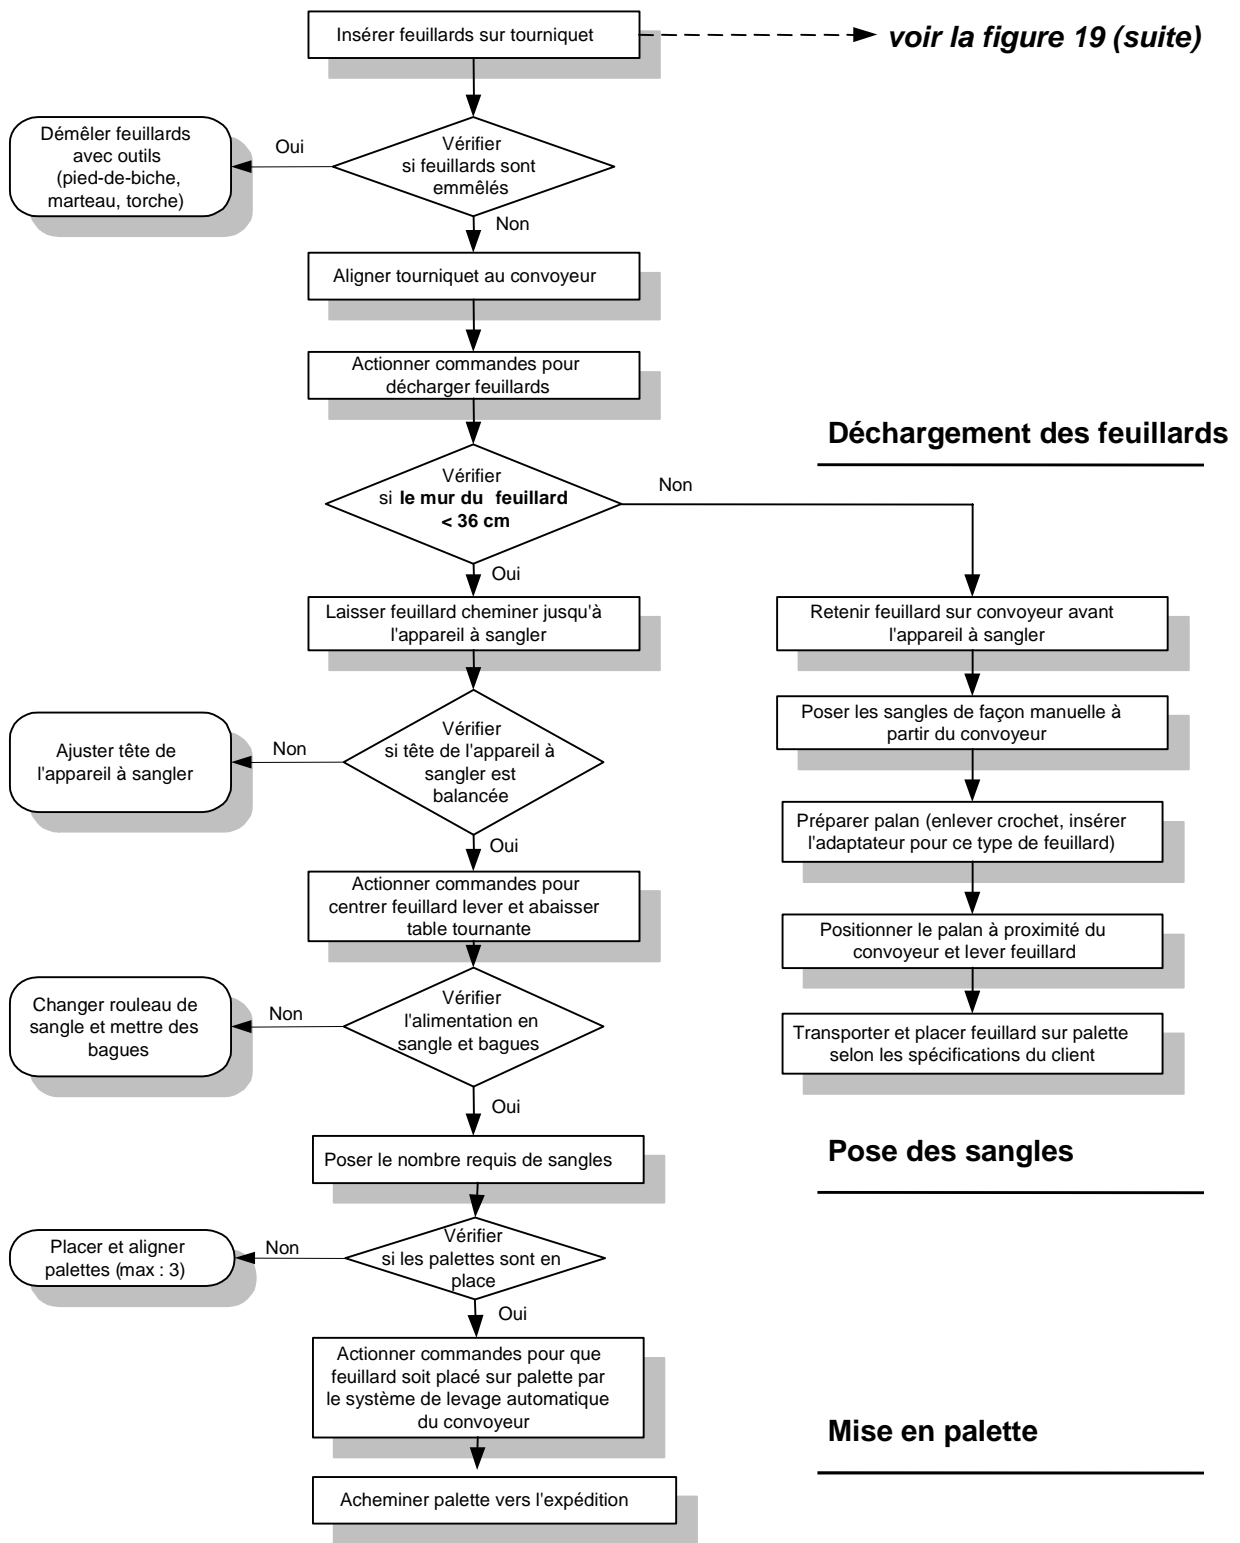 Insérer feuillards sur tourniquet
voir la figure 19 (suite)
Démêler feuillards
avec outils
(pied-de-biche,
marteau, torche)
Oui
Vérifier
si feuillards sont
emmêlés
Non
Aligner tourniquet au convoyeur
Actionner commandes pour
décharger feuillards
Déchargement des feuillards
Vérifier
si le mur du feuillard
< 36 cm
Non
Oui
Laisser feuillard cheminer jusqu'à
l'appareil à sangler
Retenir feuillard sur convoyeur avant
l'appareil à sangler
Ajuster tête de
l'appareil à sangler
Non
Vérifier
si tête de l'appareil à
sangler est
balancée
Oui
Poser les sangles de façon manuelle à
partir du convoyeur
Préparer palan (enlever crochet, insérer
l'adaptateur pour ce type de feuillard)
Actionner commandes pour
centrer feuillard lever et abaisser
table tournante
Positionner le palan à proximité du
convoyeur et lever feuillard
Changer rouleau de
sangle et mettre des
bagues
Non
Vérifier
l'alimentation en
sangle et bagues
Oui
Transporter et placer feuillard sur palette
selon les spécifications du client
Poser le nombre requis de sangles
Pose des sangles
Placer et aligner
palettes (max : 3)
Non
Vérifier
si les palettes sont en
place
Oui
Actionner commandes pour que
feuillard soit placé sur palette par
le système de levage automatique
du convoyeur
Mise en palette
Acheminer palette vers l'expédition